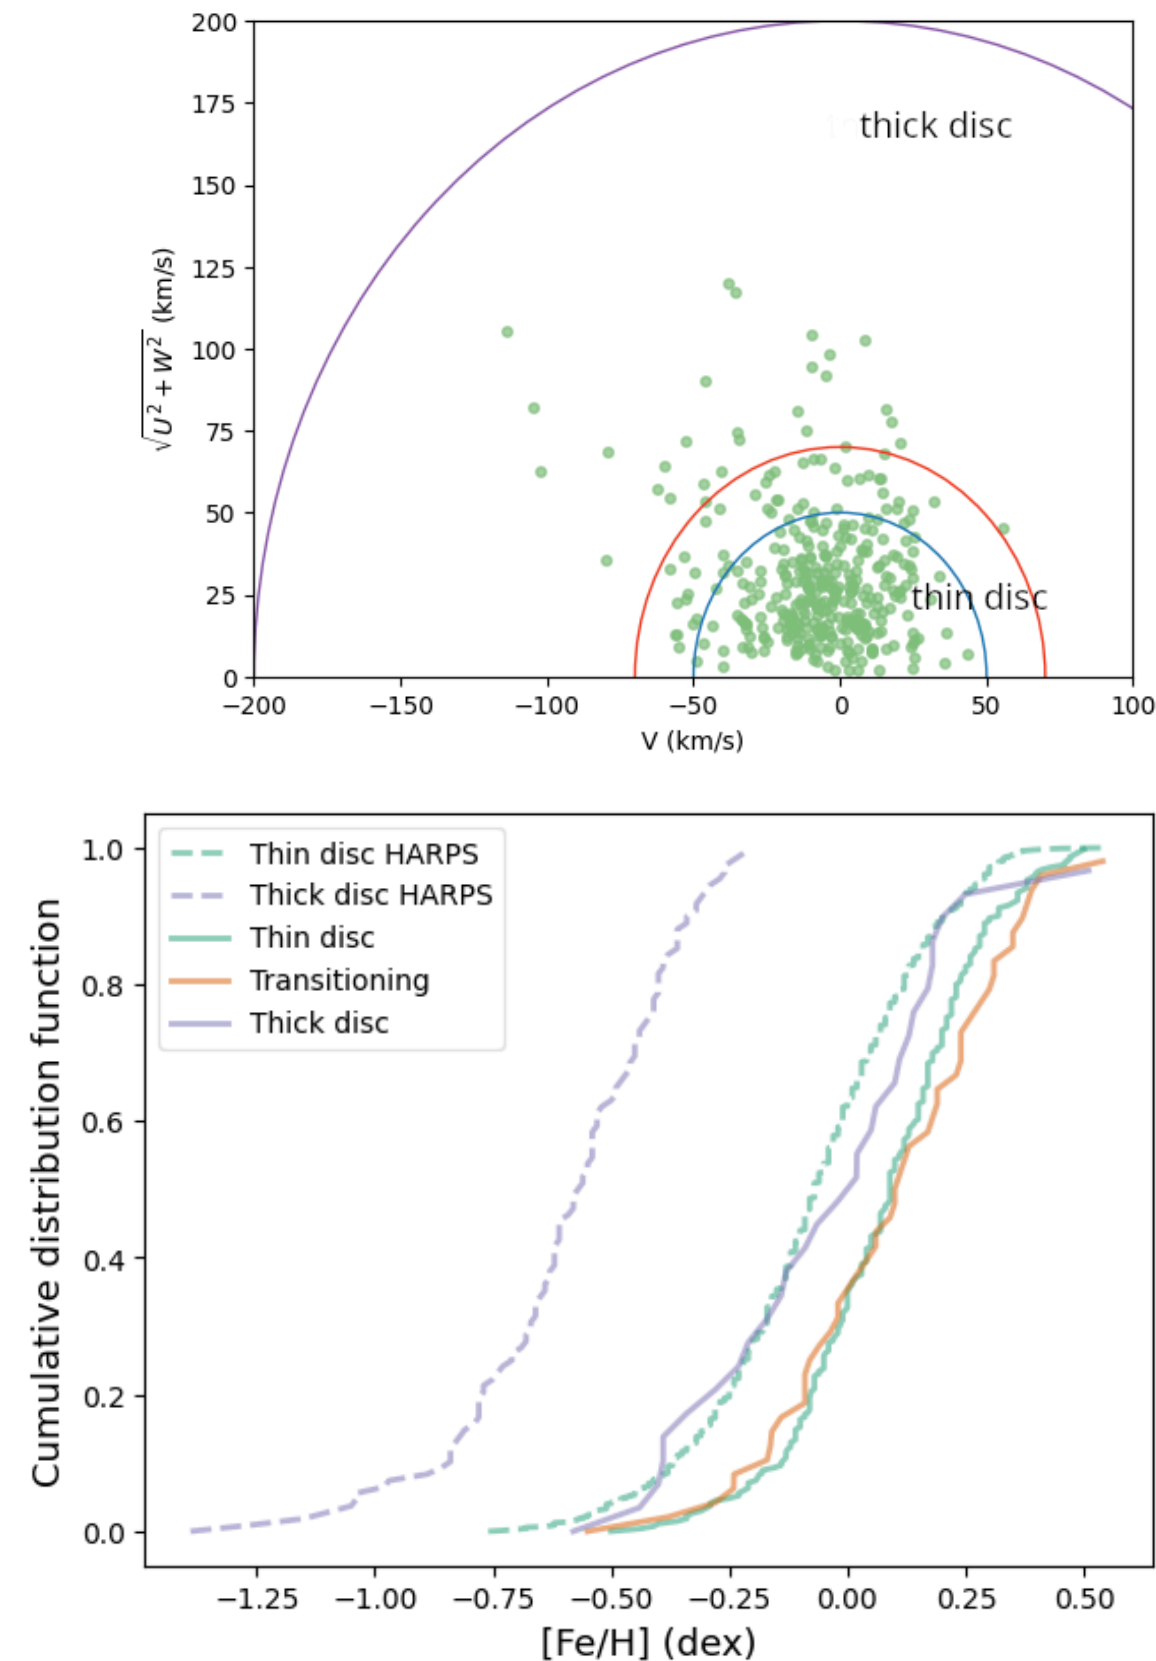 200
175
thick disc
150
125
√U² + W² (km/s)
100
75
50
25
thin disc
0
−200 −150 −100 −50 0 50 100
V (km/s)
Thin disc HARPS
Thick disc HARPS
Thin disc
Transitioning
Thick disc
1.0
0.8
0.6
0.4
0.2
0.0
Cumulative distribution function
−1.25 −1.00 −0.75 −0.50 −0.25 0.00 0.25 0.50
[Fe/H] (dex)